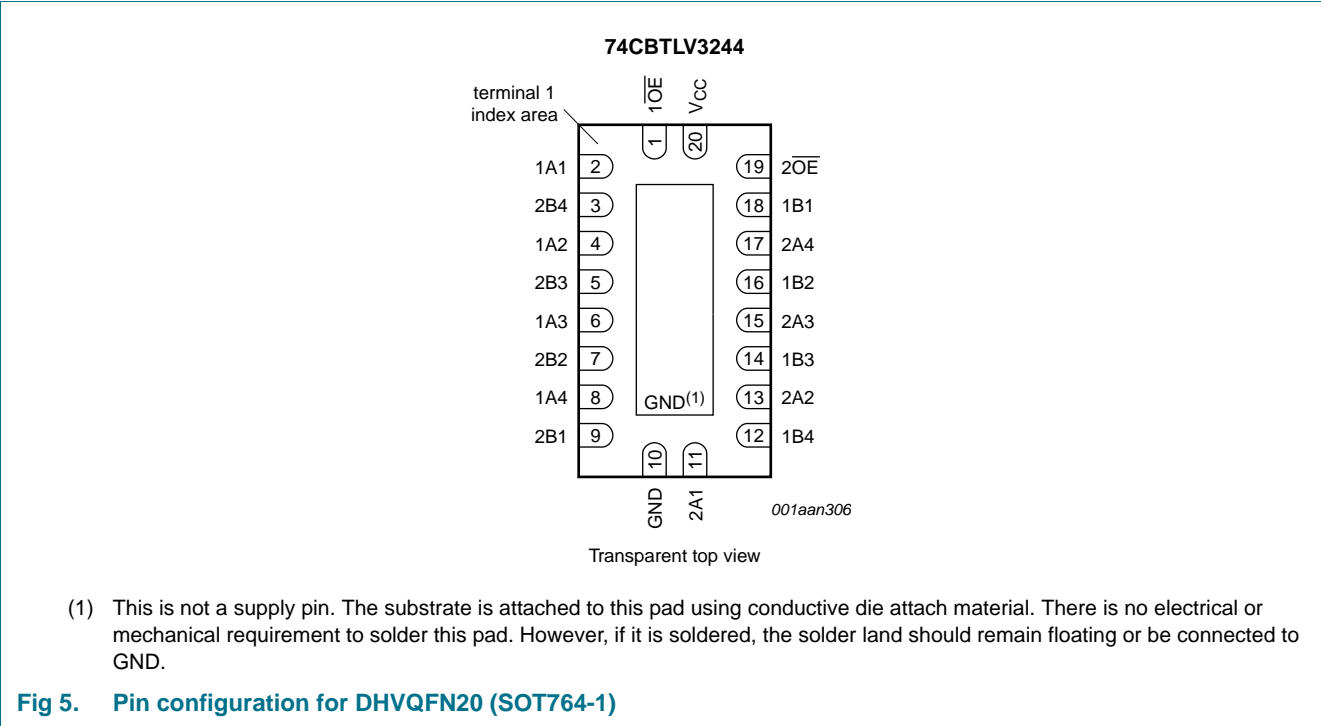 74CBTLV3244
terminal 1
index area
1OE
VCC
1
20
1A1 2 19 2OE
2B4 3 18 1B1
1A2 4 17 2A4
2B3 5 16 1B2
1A3 6 15 2A3
2B2 7 14 1B3
1A4 8 GND(1) 13 2A2
2B1 9 12 1B4
10
11
GND
2A1
001aan306
Transparent top view
(1) This is not a supply pin. The substrate is attached to this pad using conductive die attach material. There is no electrical or
mechanical requirement to solder this pad. However, if it is soldered, the solder land should remain floating or be connected to
GND.
Fig 5. Pin configuration for DHVQFN20 (SOT764-1)